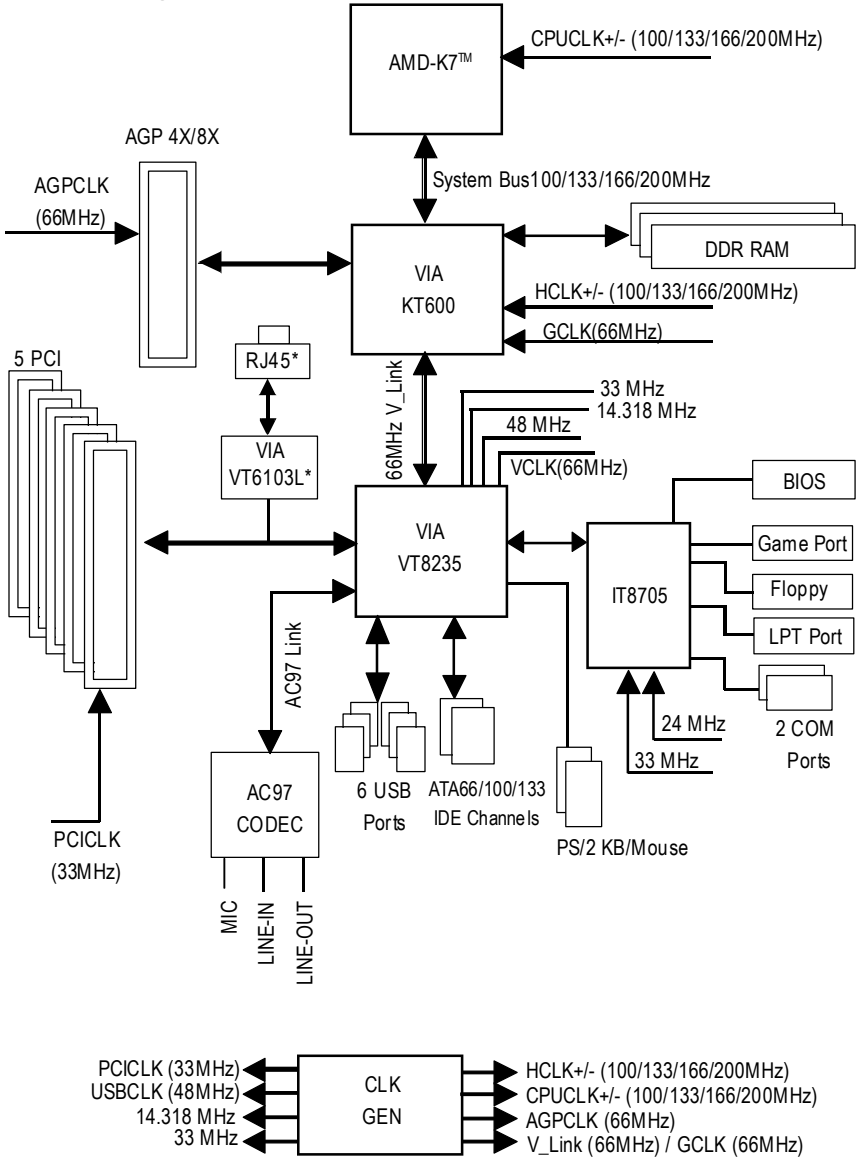 CPUCLK+/- (100/133/166/200MHz)
AMD-K7™
AGP 4X/8X
System Bus100/133/166/200MHz
AGPCLK
(66MHz)
DDR RAM
VIA
KT600
HCLK+/- (100/133/166/200MHz)
GCLK(66MHz)
5 PCI
RJ45*
66MHz V_Link
33 MHz
14.318 MHz
48 MHz
VCLK(66MHz)
VIA
VT6103L*
BIOS
VIA
VT8235
Game Port
IT8705
Floppy
LPT Port
AC97 Link
24 MHz
33 MHz
2 COM
Ports
6 USB
Ports
ATA66/100/133
IDE Channels
AC97
CODEC
PS/2 KB/Mouse
PCICLK
(33MHz)
MIC
LINE-IN
LINE-OUT
PCICLK (33MHz)
USBCLK (48MHz)
14.318 MHz
33 MHz
CLK
GEN
HCLK+/- (100/133/166/200MHz)
CPUCLK+/- (100/133/166/200MHz)
AGPCLK (66MHz)
V_Link (66MHz) / GCLK (66MHz)